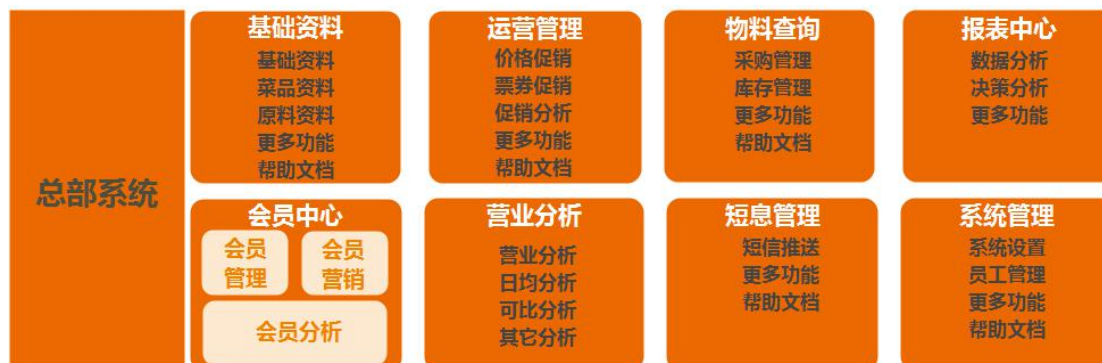 总部系统
基础资料
基础资料
菜品资料
原料资料
更多功能
帮助文档
运营管理
价格促销
票券促销
促销分析
更多功能
帮助文档
物料查询
采购管理
库存管理
更多功能
帮助文档
报表中心
数据分析
决策分析
更多功能
会员中心
会员
管理
会员
营销
会员分析
营业分析
营业分析
日均分析
可比分析
其它分析
短息管理
短信推送
更多功能
帮助文档
系统管理
系统设置
员工管理
更多功能
帮助文档